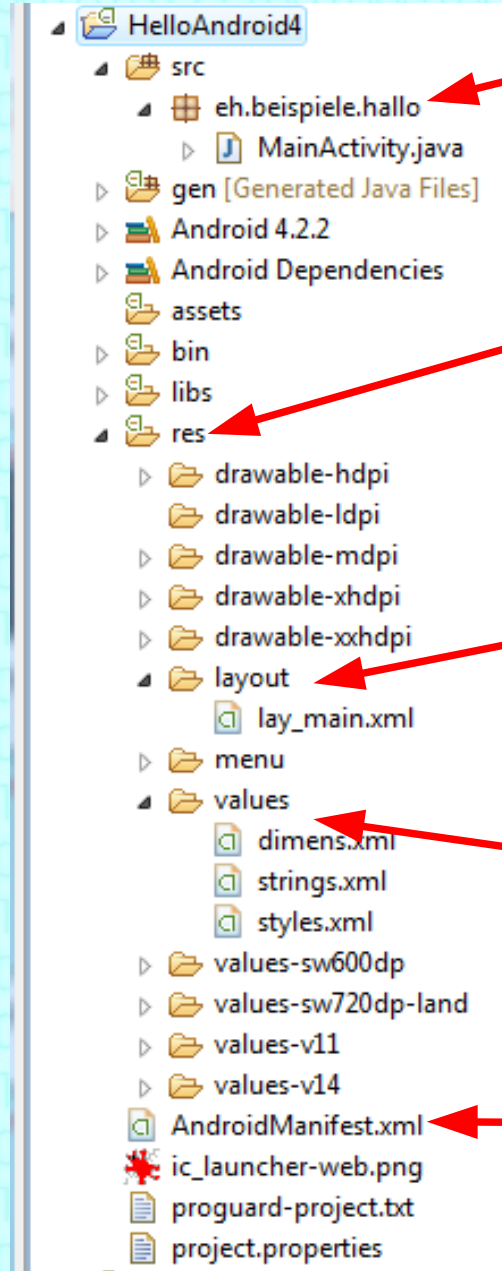 HelloAndroid4
src
eh.beispiele.hallo
MainActivity.java
gen [Generated Java Files]
Android 4.2.2
Android Dependencies
assets
bin
libs
res
drawable-hdpi
drawable-ldpi
drawable-mdpi
drawable-xhdpi
drawable-xxhdpi
layout
lay_main.xml
menu
values
dimens.xml
strings.xml
styles.xml
values-sw600dp
values-sw720dp-land
values-v11
values-v14
AndroidManifest.xml
ic_launcher-web.png
proguard-project.txt
project.properties